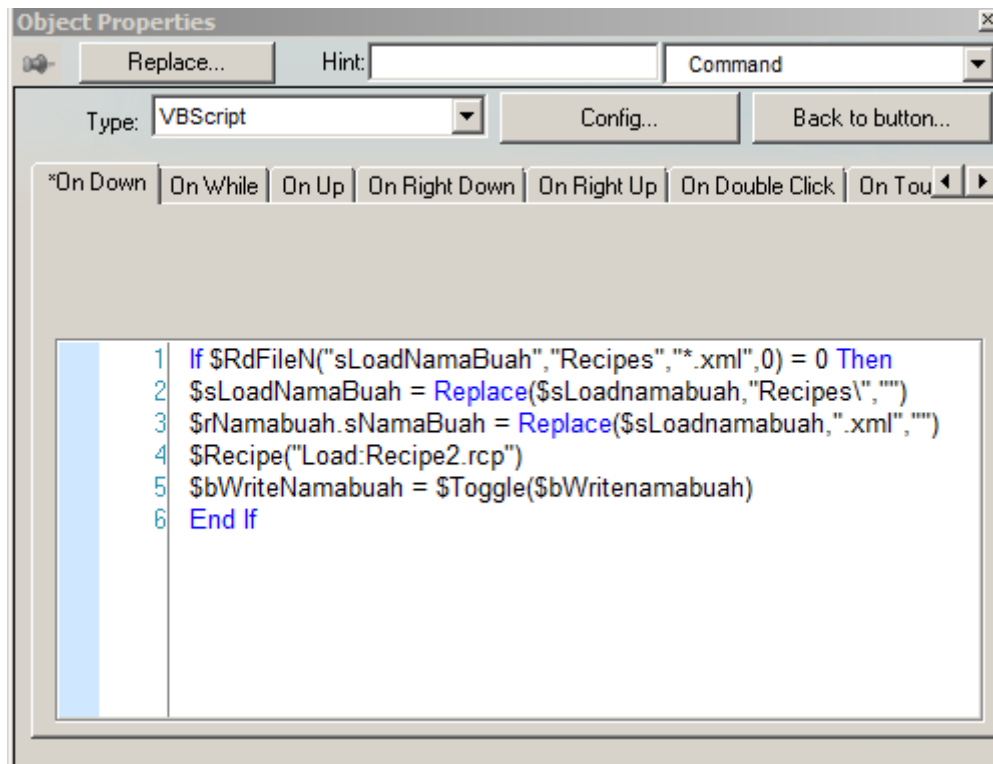 Object Properties
Replace... Hint: Command
Type: VBScript Config... Back to button...
*On Down On While On Up On Right Down On Right Up On Double Click On Tou
1 If $RdFileN("sLoadNamaBuah","Recipes","*.xml",0) = 0 Then
2 $sLoadNamaBuah = Replace($sLoadnamabuah,"Recipes\","")
3 $rNamabuah.sNamaBuah = Replace($sLoadnamabuah,".xml","")
4 $Recipe("Load:Recipe2.rcp")
5 $bWriteNamabuah = $Toggle($bWritenamabuah)
6 End If